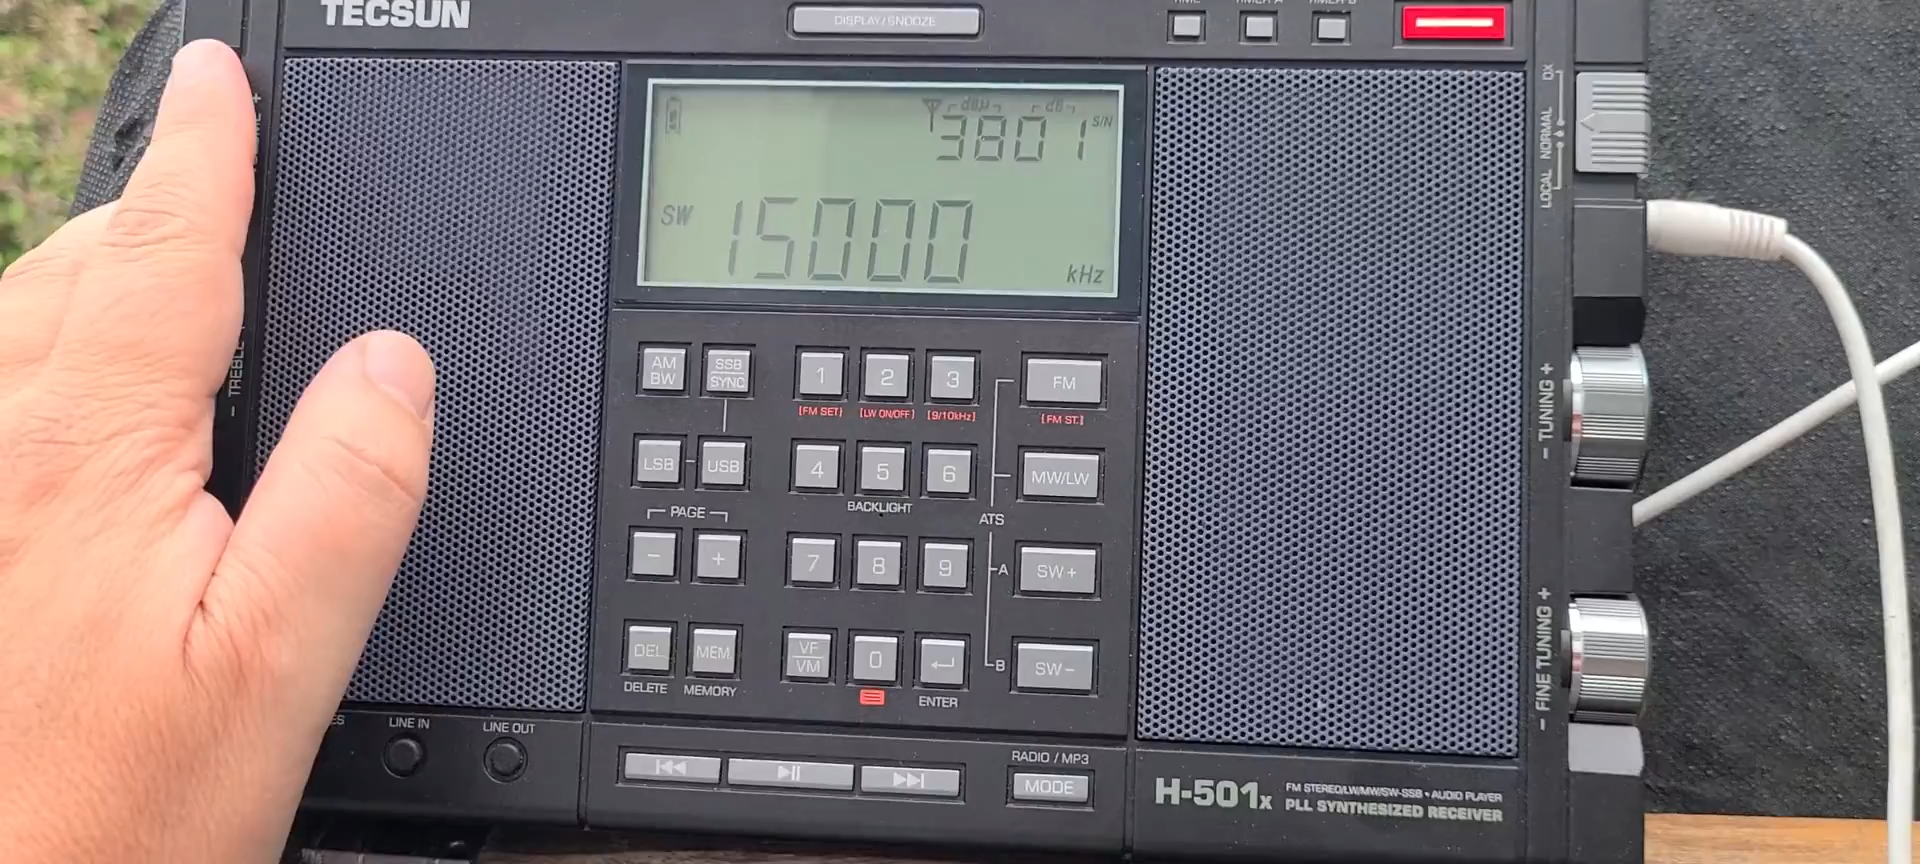 TECSUN
DISPLAY/SNOOZE
TIME TIMER A TIMER B
dBµ dB
3801 S/N
SW 15000 kHz
LOCAL NORMAL DX
- TREBLE
AM BW
SSB SYNC
1 2 3
FM
[FM SET] [LW ON/OFF] [9/10kHz]
[FM ST.]
LSB - USB
4 5 6
MW/LW
BACKLIGHT
PAGE
ATS
- +
7 8 9
A
SW +
DEL MEM.
VF VM
0
B
SW -
DELETE MEMORY
ENTER
- TUNING +
- FINE TUNING +
LINE IN
LINE OUT
RADIO / MP3
MODE
H-501x
FM STEREO/LW/MW/SW-SSB • AUDIO PLAYER
PLL SYNTHESIZED RECEIVER